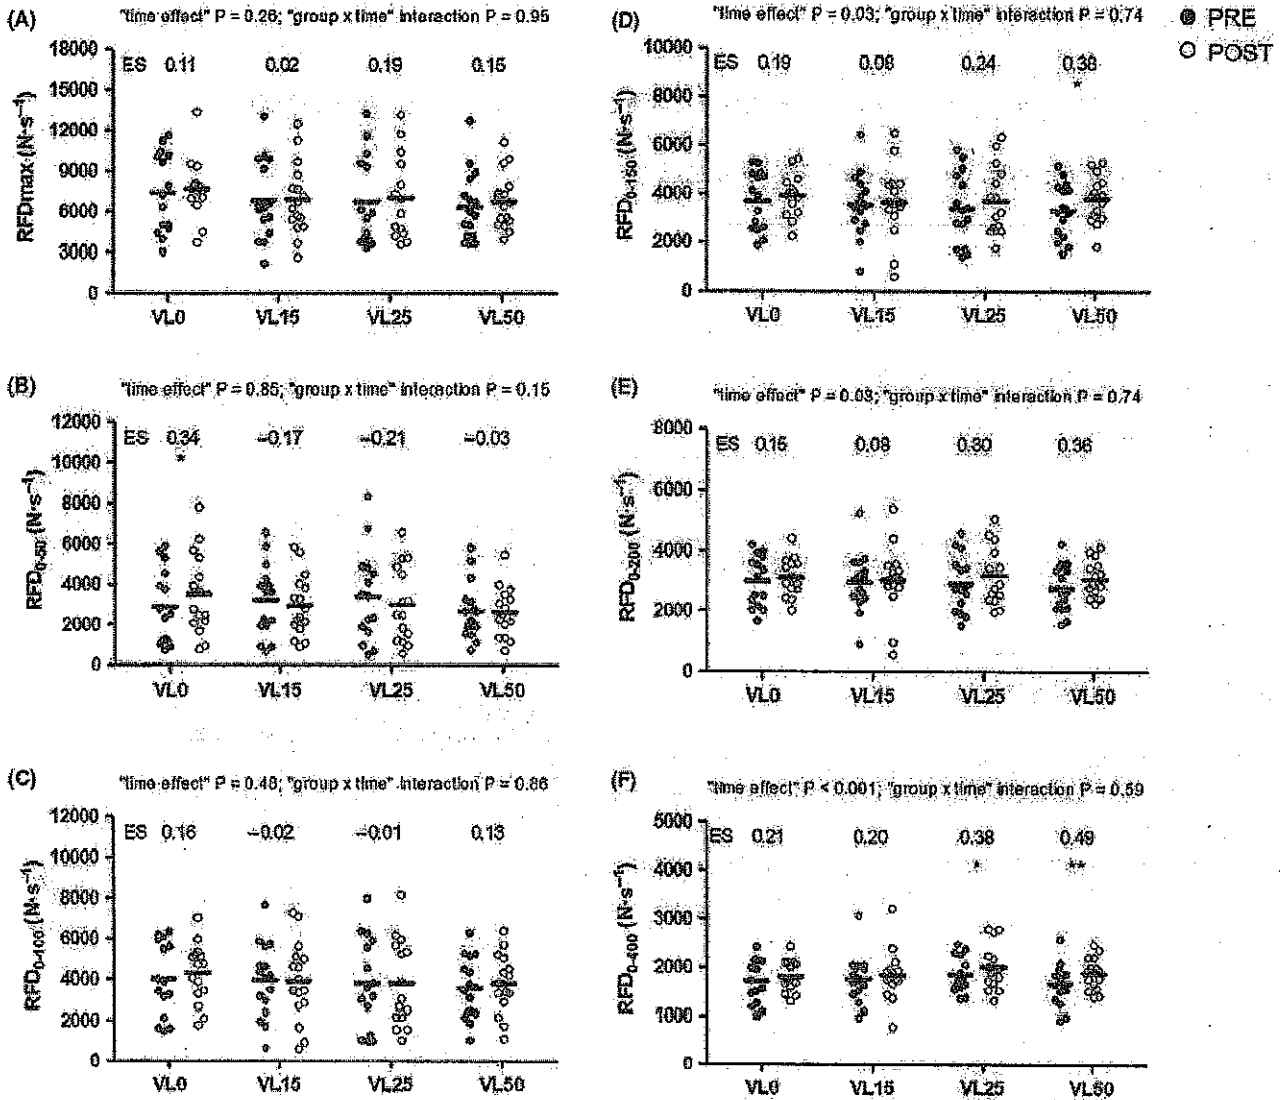 (A) "time effect" P = 0.26; "group x time" interaction P = 0.95
18000
ES 0.11 0.02 0.19 0.15
15000
12000
9000
6000
3000
0
RFDmax (N·s⁻¹)
VL0 VL15 VL25 VL50
(D) "time effect" P = 0.03; "group x time" interaction P = 0.74
10000
ES 0.19 0.08 0.24 0.38
*
8000
6000
4000
2000
0
RFD0-150 (N·s⁻¹)
VL0 VL15 VL25 VL50
PRE
POST
(B) "time effect" P = 0.85; "group x time" interaction P = 0.15
12000
ES 0.34 −0.17 −0.21 −0.03
*
10000
8000
6000
4000
2000
0
RFD0-50 (N·s⁻¹)
VL0 VL15 VL25 VL50
(E) "time effect" P = 0.03; "group x time" interaction P = 0.74
8000
ES 0.15 0.08 0.30 0.36
6000
4000
2000
0
RFD0-200 (N·s⁻¹)
VL0 VL15 VL25 VL50
(C) "time effect" P = 0.48; "group x time" interaction P = 0.86
12000
ES 0.16 −0.02 −0.01 0.13
10000
8000
6000
4000
2000
0
RFD0-100 (N·s⁻¹)
VL0 VL15 VL25 VL50
(F) "time effect" P < 0.001; "group x time" interaction P = 0.59
5000
ES 0.21 0.20 0.38 0.49
* **
4000
3000
2000
1000
0
RFD0-400 (N·s⁻¹)
VL0 VL15 VL25 VL50